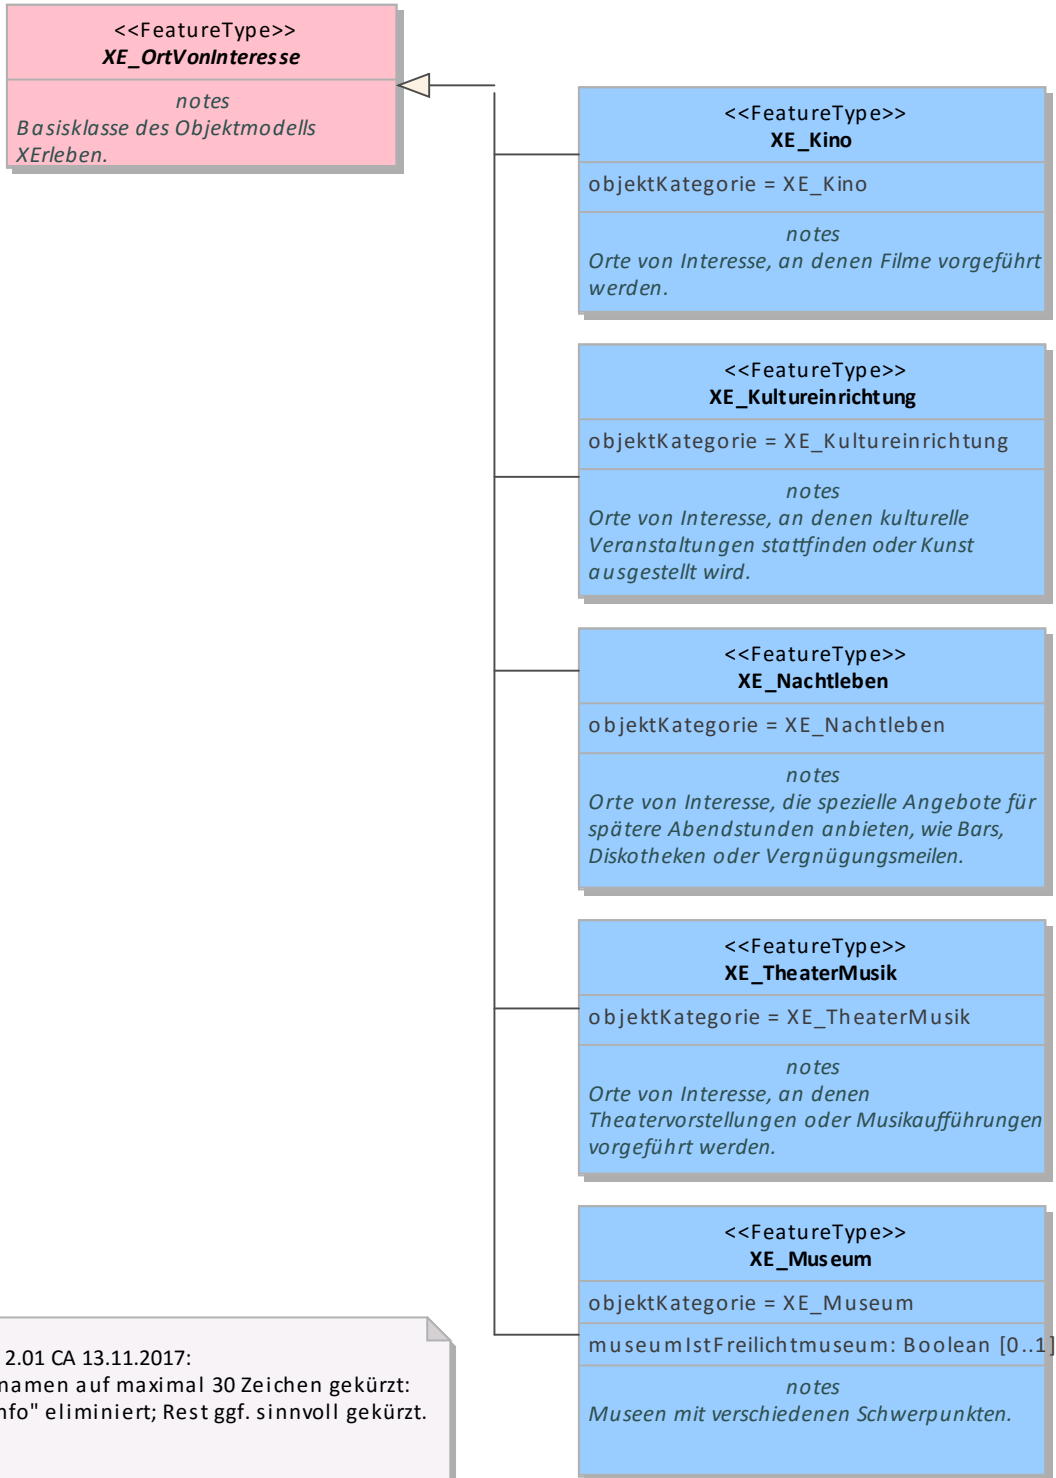 <<FeatureType>>
XE_OrtVonInteresse
notes
Basisklasse des Objektmodells
XErleben.
<<FeatureType>>
XE_Kino
objektKategorie = XE_Kino
notes
Orte von Interesse, an denen Filme vorgeführt
werden.
<<FeatureType>>
XE_Kultureinrichtung
objektKategorie = XE_Kultureinrichtung
notes
Orte von Interesse, an denen kulturelle
Veranstaltungen stattfinden oder Kunst
ausgestellt wird.
<<FeatureType>>
XE_Nachtleben
objektKategorie = XE_Nachtleben
notes
Orte von Interesse, die spezielle Angebote für
spätere Abendstunden anbieten, wie Bars,
Diskotheken oder Vergnügungsmeilen.
<<FeatureType>>
XE_TheaterMusik
objektKategorie = XE_TheaterMusik
notes
Orte von Interesse, an denen
Theatervorstellungen oder Musikaufführungen
vorgeführt werden.
<<FeatureType>>
XE_Museum
objektKategorie = XE_Museum
museumIstFreilichtmuseum: Boolean [0..1]
notes
Museen mit verschiedenen Schwerpunkten.
2.01 CA 13.11.2017:
namen auf maximal 30 Zeichen gekürzt:
nfo" eliminiert; Rest ggf. sinnvoll gekürzt.